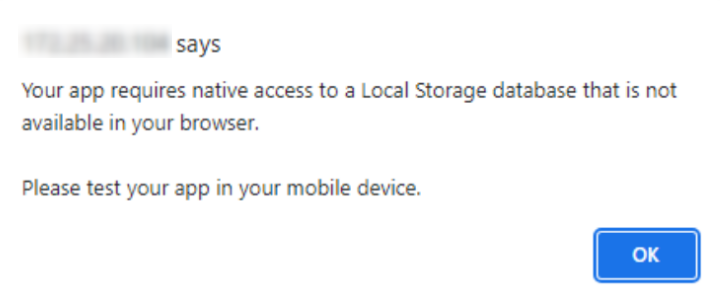 says
Your app requires native access to a Local Storage database that is not
available in your browser.
Please test your app in your mobile device.
OK